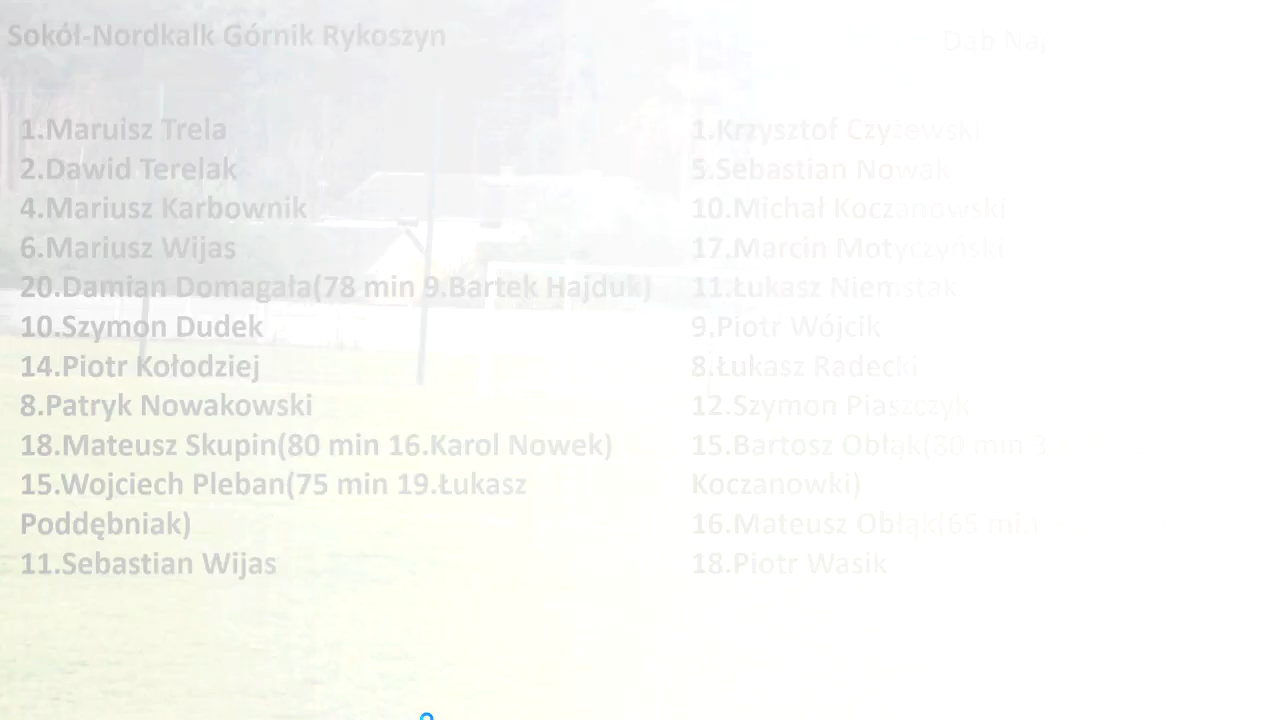 Sokół-Nordkalk Górnik Rykoszyn
Dąb
1.Maruisz Trela
2.Dawid Terelak
4.Mariusz Karbownik
6.Mariusz Wijas
20.Damian Domagała(78 min 9.Bartek Hajduk)
10.Szymon Dudek
14.Piotr Kołodziej
8.Patryk Nowakowski
18.Mateusz Skupin(80 min 16.Karol Nowek)
15.Wojciech Pleban(75 min 19.Łukasz
Poddębniak)
11.Sebastian Wijas
1.Krzysztof Czyżewski
5.Sebastian Nowak
10.Michał Koczanowski
17.Marcin Motyczyński
11.Łukasz Niemstak
9.Piotr Wójcik
8.Łukasz Radecki
12.Szymon Piaszczyk
15.Bartosz Obłąk(80 min
Koczanowki)
16.Mateusz Obłąk(65 min
18.Piotr Wasik